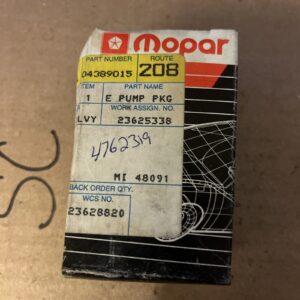 mopar
PART NUMBER ROUTE
04389015 208
ITEM PART NAME
1 E PUMP PKG
WORK ASSIGN. NO.
LVY 23625338
4762319
MI 48091
BACK ORDER QTY.
WCS NO.
23628820
SC